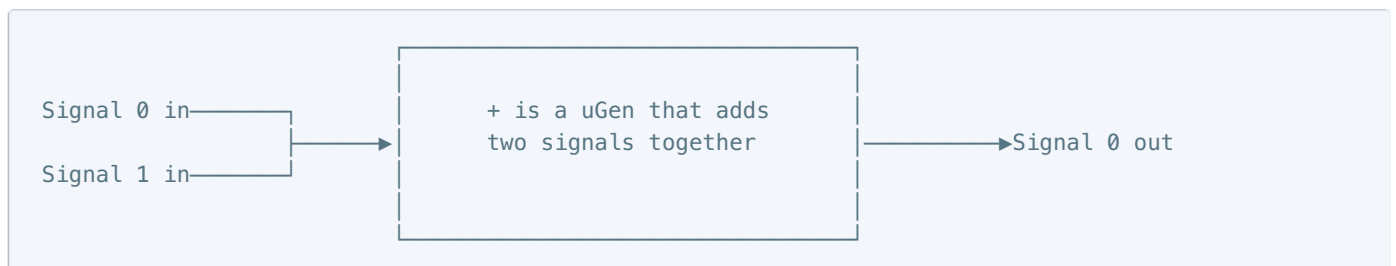 Signal 0 in
+ is a uGen that adds
two signals together
Signal 0 out
Signal 1 in